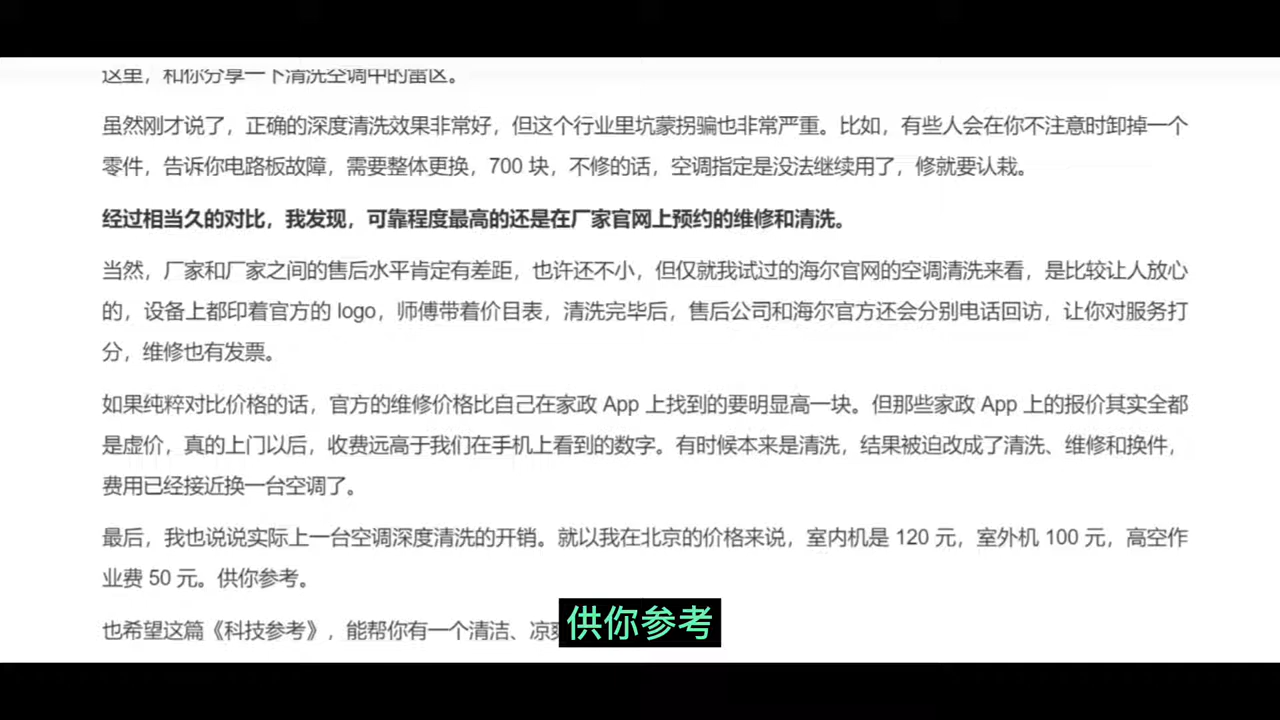 这里，和你分享一下清洗空调中的雷区。
虽然刚才说了，正确的深度清洗效果非常好，但这个行业里坑蒙拐骗也非常严重。比如，有些人会在你不注意时卸掉一个
零件，告诉你电路板故障，需要整体更换，700 块，不修的话，空调指定是没法继续用了，修就要认栽。
经过相当久的对比，我发现，可靠程度最高的还是在厂家官网上预约的维修和清洗。
当然，厂家和厂家之间的售后水平肯定有差距，也许还不小，但仅就我试过的海尔官网的空调清洗来看，是比较让人放心
的，设备上都印着官方的 logo，师傅带着价目表，清洗完毕后，售后公司和海尔官方还会分别电话回访，让你对服务打
分，维修也有发票。
如果纯粹对比价格的话，官方的维修价格比自己在家政 App 上找到的要明显高一块。但那些家政 App 上的报价其实全都
是虚价，真的上门以后，收费远高于我们在手机上看到的数字。有时候本来是清洗，结果被迫改成了清洗、维修和换件，
费用已经接近换一台空调了。
最后，我也说说实际上一台空调深度清洗的开销。就以我在北京的价格来说，室内机是 120 元，室外机 100 元，高空作
业费 50 元。供你参考。
也希望这篇《科技参考》，能帮你有一个清洁、凉
供你参考